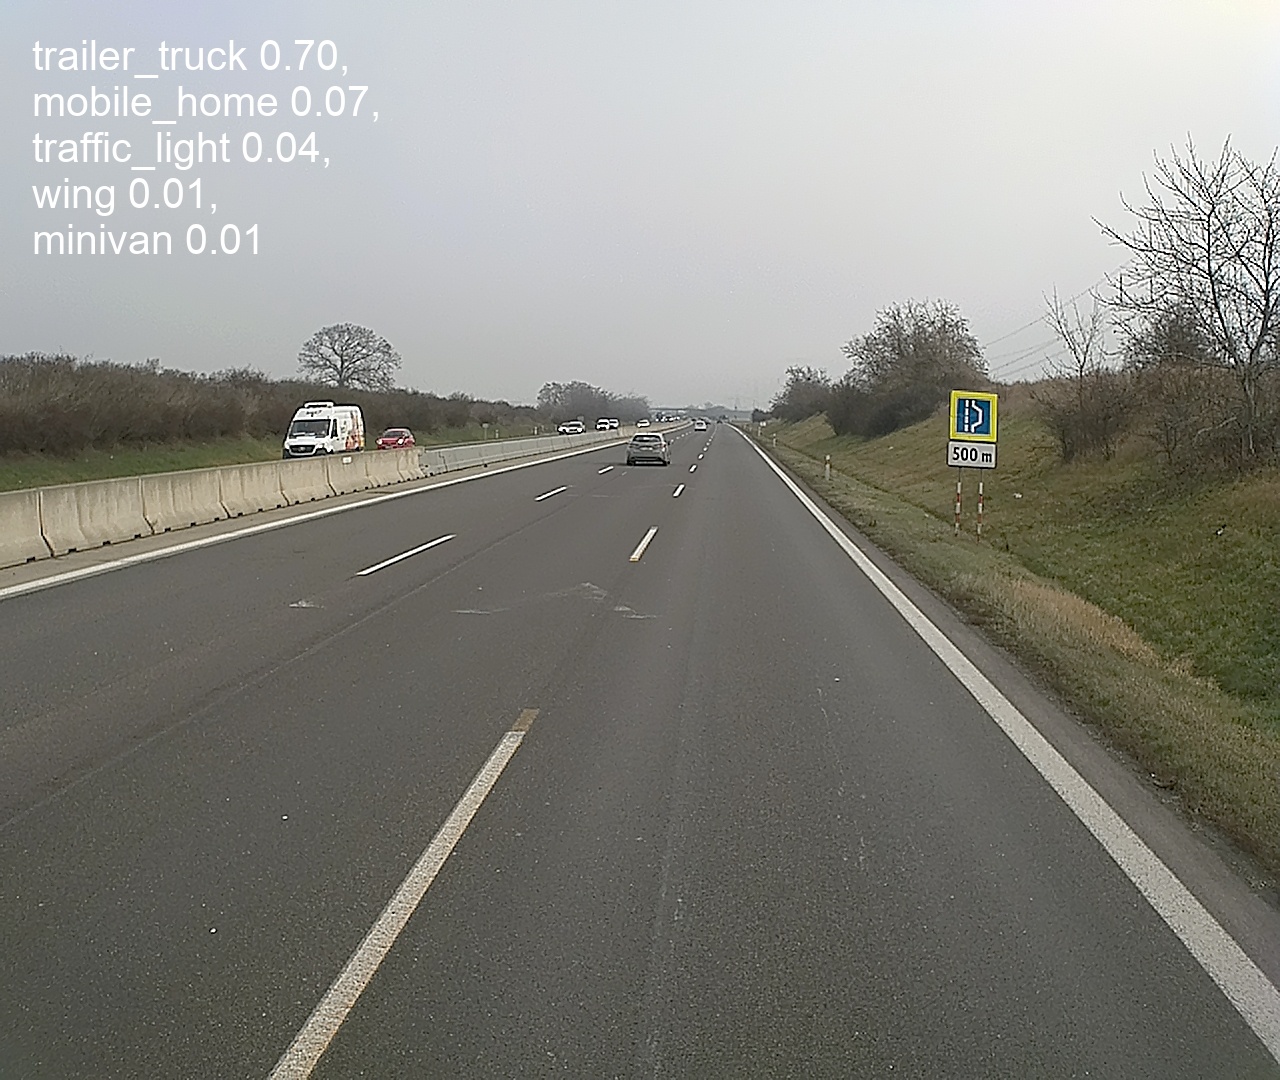 trailer_truck 0.70,
mobile_home 0.07,
traffic_light 0.04,
wing 0.01,
minivan 0.01
500 m